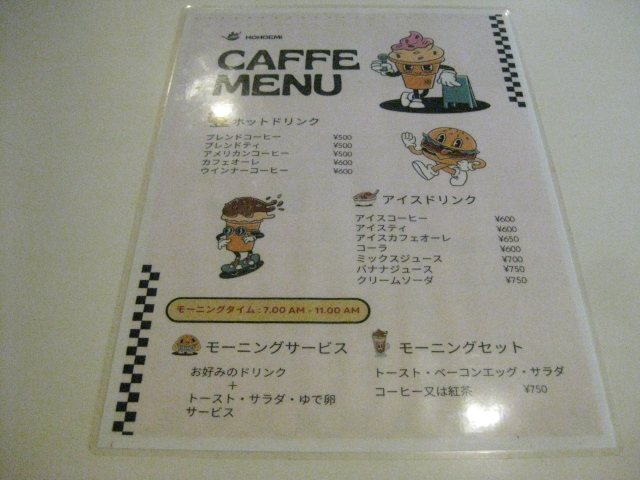 HOHOEMI
CAFFE
MENU
ホットドリンク
ブレンドコーヒー ¥500
ブレンドティ ¥500
アメリカンコーヒー ¥500
カフェオーレ ¥600
ウインナーコーヒー ¥600
アイスドリンク
アイスコーヒー ¥600
アイスティ ¥600
アイスカフェオーレ ¥650
コーラ ¥600
ミックスジュース ¥700
バナナジュース ¥750
クリームソーダ ¥750
モーニングタイム : 7.00 AM - 11.00 AM
モーニングサービス
お好みのドリンク
+
トースト・サラダ・ゆで卵
サービス
モーニングセット
トースト・ベーコンエッグ・サラダ
コーヒー又は紅茶 ¥750